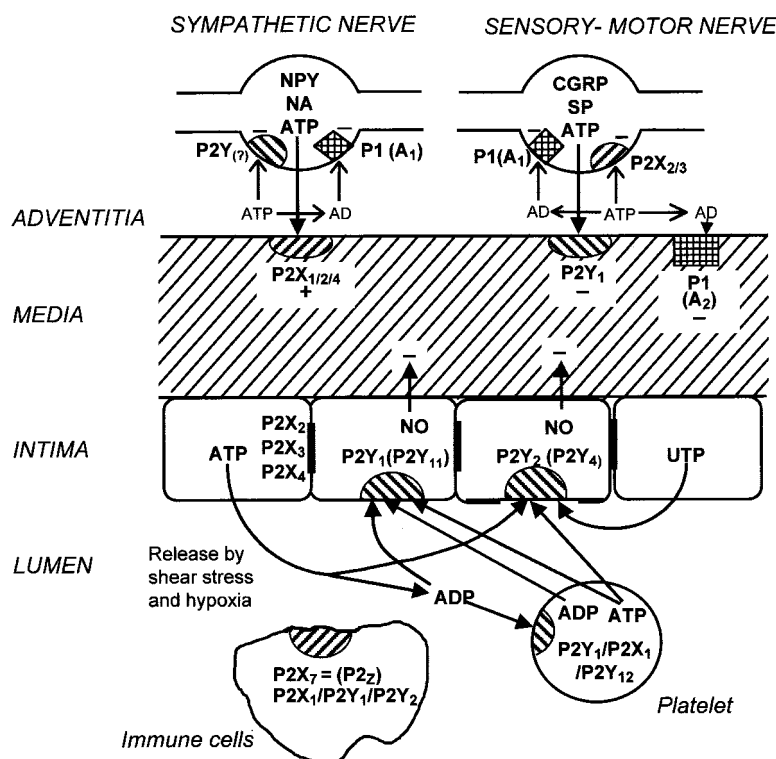 SYMPATHETIC NERVE
SENSORY- MOTOR NERVE
NPY
NA
ATP
–
–
P2Y(?)
P1 (A1)
ATP
AD
CGRP
SP
ATP
–
–
P1(A1)
P2X2/3
AD
ATP
AD
ADVENTITIA
P2X1/2/4
+
P2Y1
–
P1
(A2)
–
MEDIA
–
–
INTIMA
ATP
P2X2
P2X3
P2X4
NO
P2Y1(P2Y11)
NO
P2Y2 (P2Y4)
UTP
LUMEN
Release by
shear stress
and hypoxia
ADP
ADP
ATP
P2Y1/P2X1
/P2Y12
Platelet
P2X7 = (P2Z)
P2X1/P2Y1/P2Y2
Immune cells